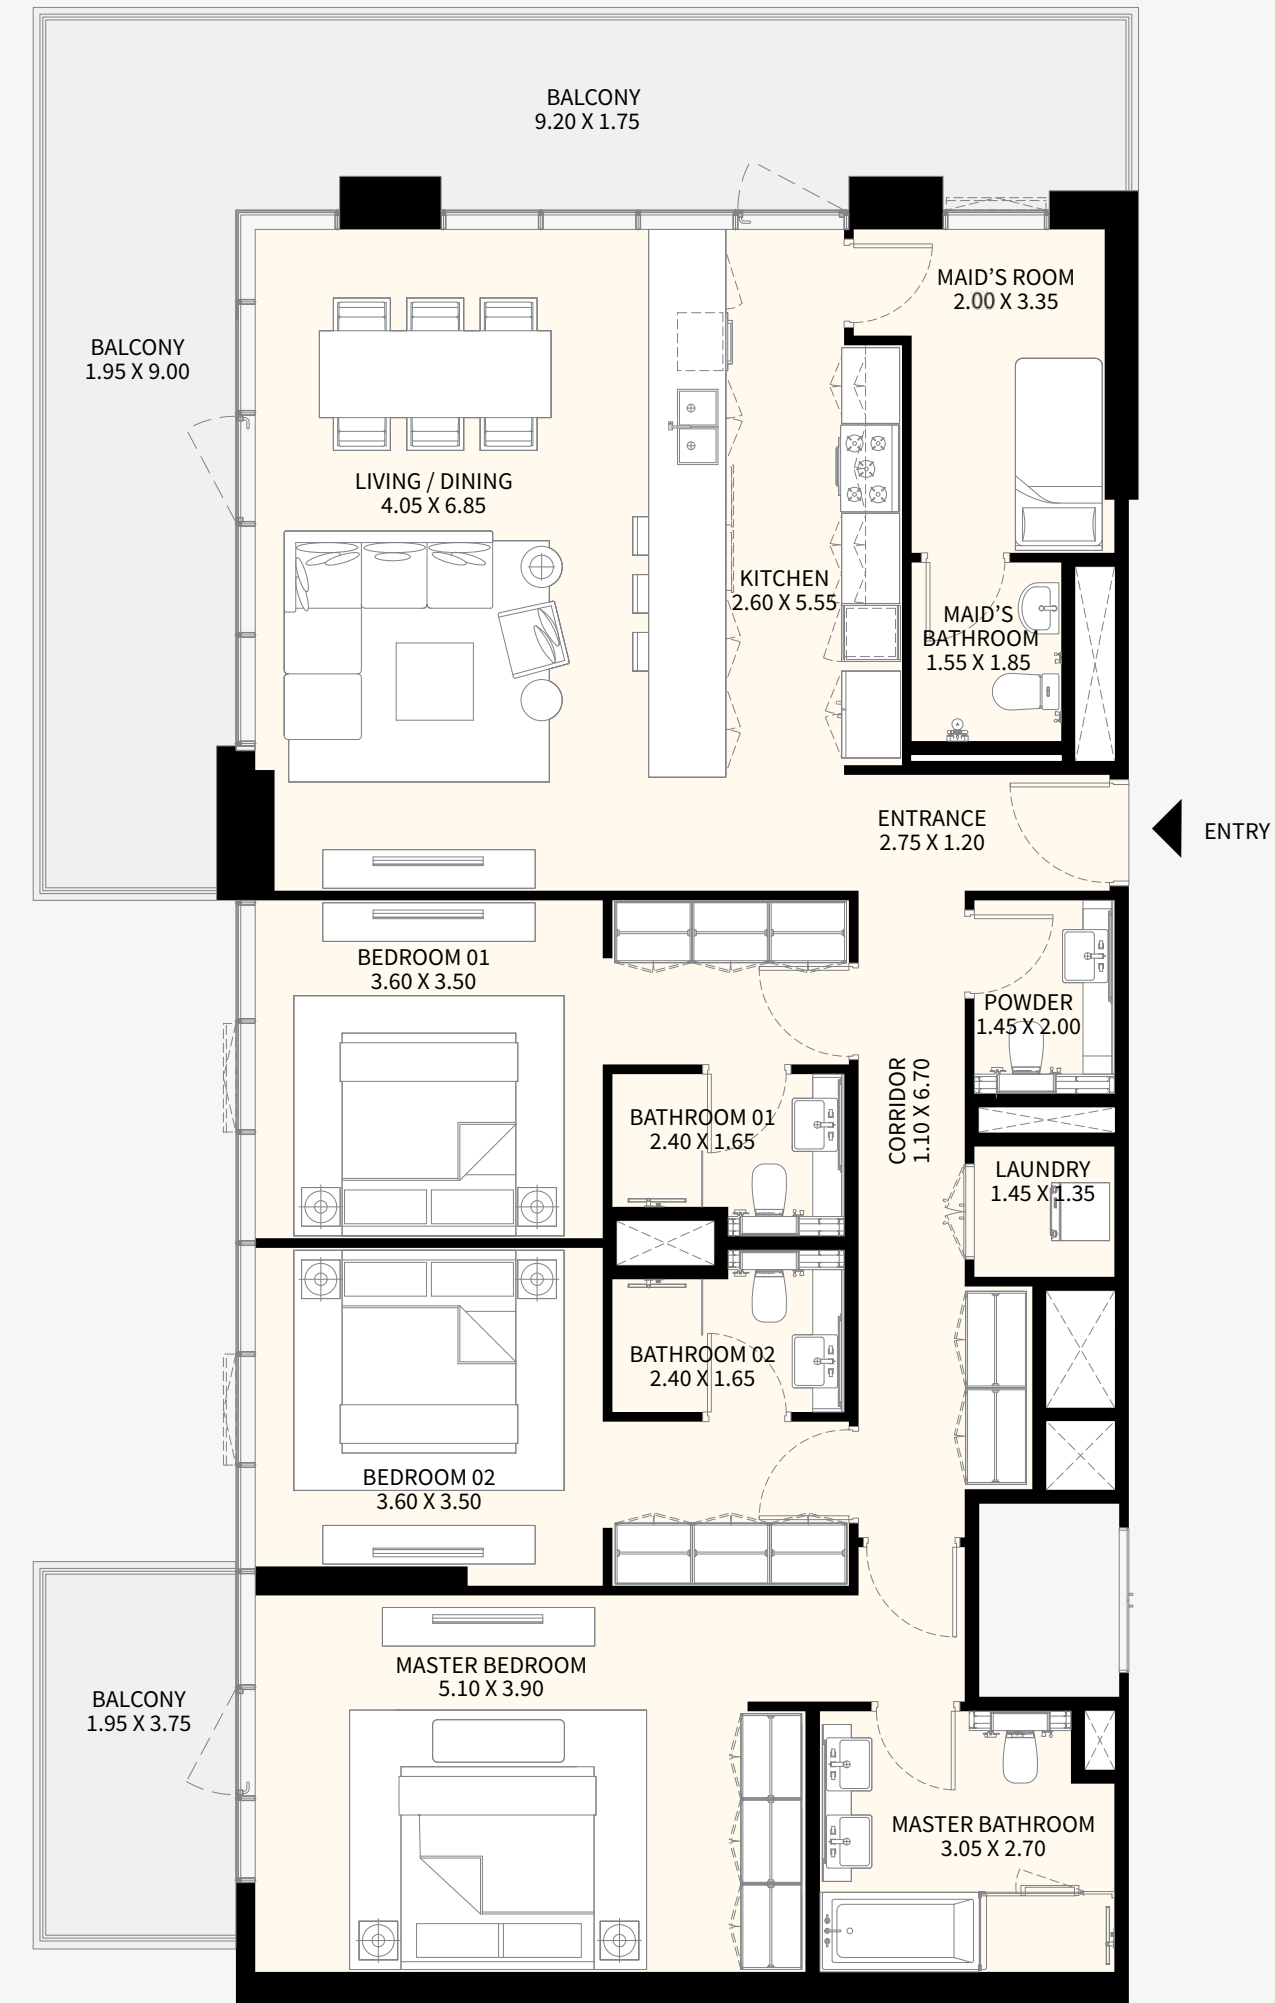 BALCONY
9.20 X 1.75
MAID’S ROOM
2.00 X 3.35
BALCONY
1.95 X 9.00
LIVING / DINING
4.05 X 6.85
KITCHEN
2.60 X 5.55
MAID’S
BATHROOM
1.55 X 1.85
ENTRANCE
2.75 X 1.20
ENTRY
BEDROOM 01
3.60 X 3.50
POWDER
1.45 X 2.00
CORRIDOR
1.10 X 6.70
BATHROOM 01
2.40 X 1.65
LAUNDRY
1.45 X 1.35
BATHROOM 02
2.40 X 1.65
BEDROOM 02
3.60 X 3.50
MASTER BEDROOM
5.10 X 3.90
BALCONY
1.95 X 3.75
MASTER BATHROOM
3.05 X 2.70